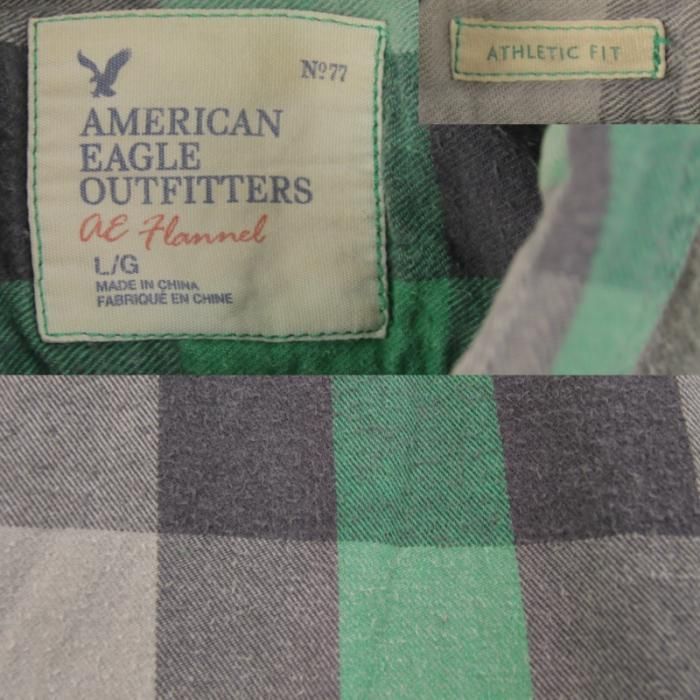 Nº77
AMERICAN
EAGLE
OUTFITTERS
AE Flannel
L/G
MADE IN CHINA
FABRIQUÉ EN CHINE
ATHLETIC FIT